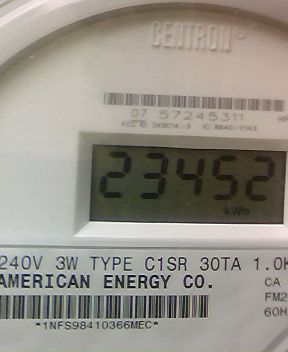 CENTRON®
07 57245311
23452
kWh
240V 3W TYPE C1SR 30TA 1.0K
AMERICAN ENERGY CO.
CA
FM2
60H
*1NFS98410366MEC*